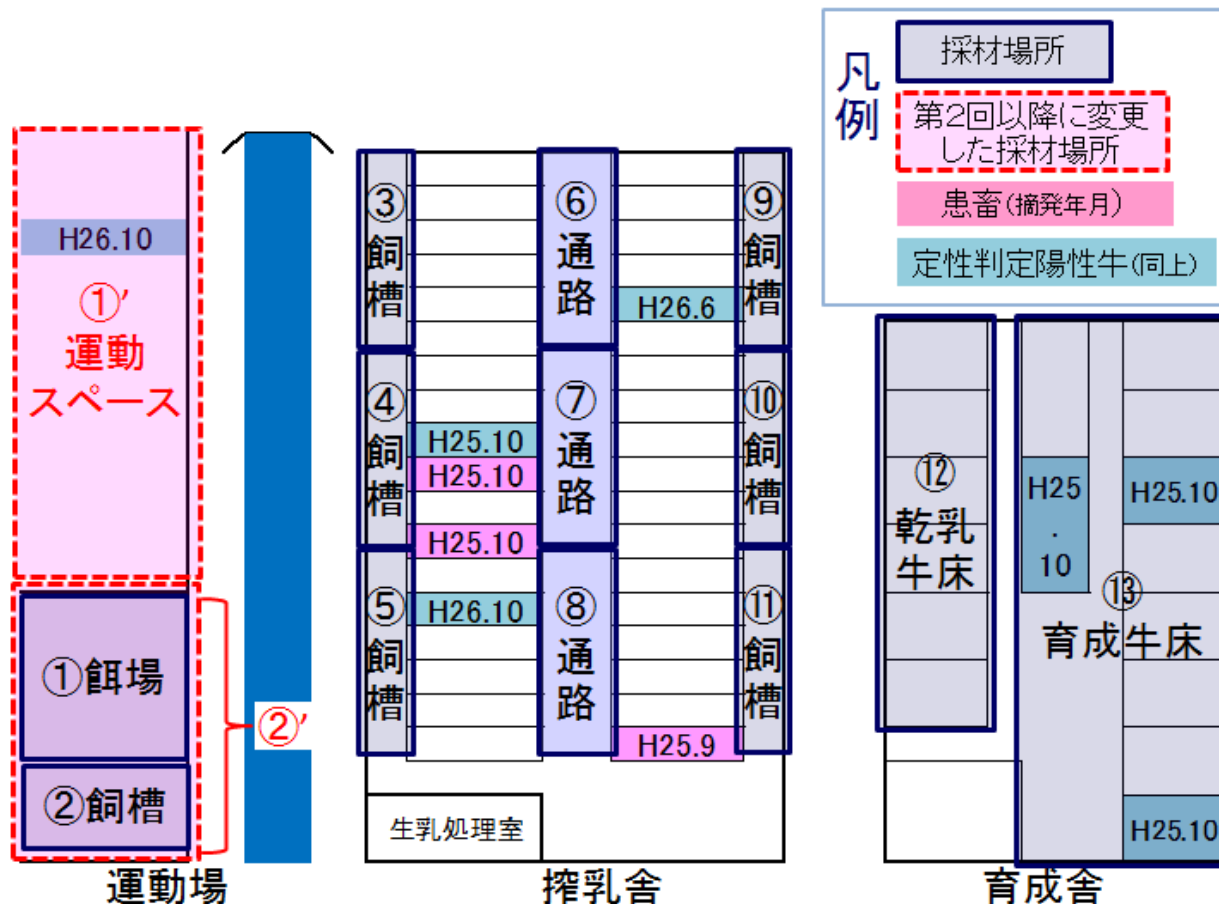 凡例
採材場所
第2回以降に変更
した採材場所
患畜(摘発年月)
定性判定陽性牛(同上)
H26.10
①′
運動
スペース
①餌場
②飼槽
②′
運動場
③飼槽
④飼槽
⑤飼槽
H25.10
H25.10
H25.10
H26.10
⑥通路
⑦通路
⑧通路
H26.6
H25.9
⑨飼槽
⑩飼槽
⑪飼槽
生乳処理室
搾乳舎
⑫
乾乳
牛床
H25
.
10
H25.10
⑬
育成牛床
H25.10
育成舎